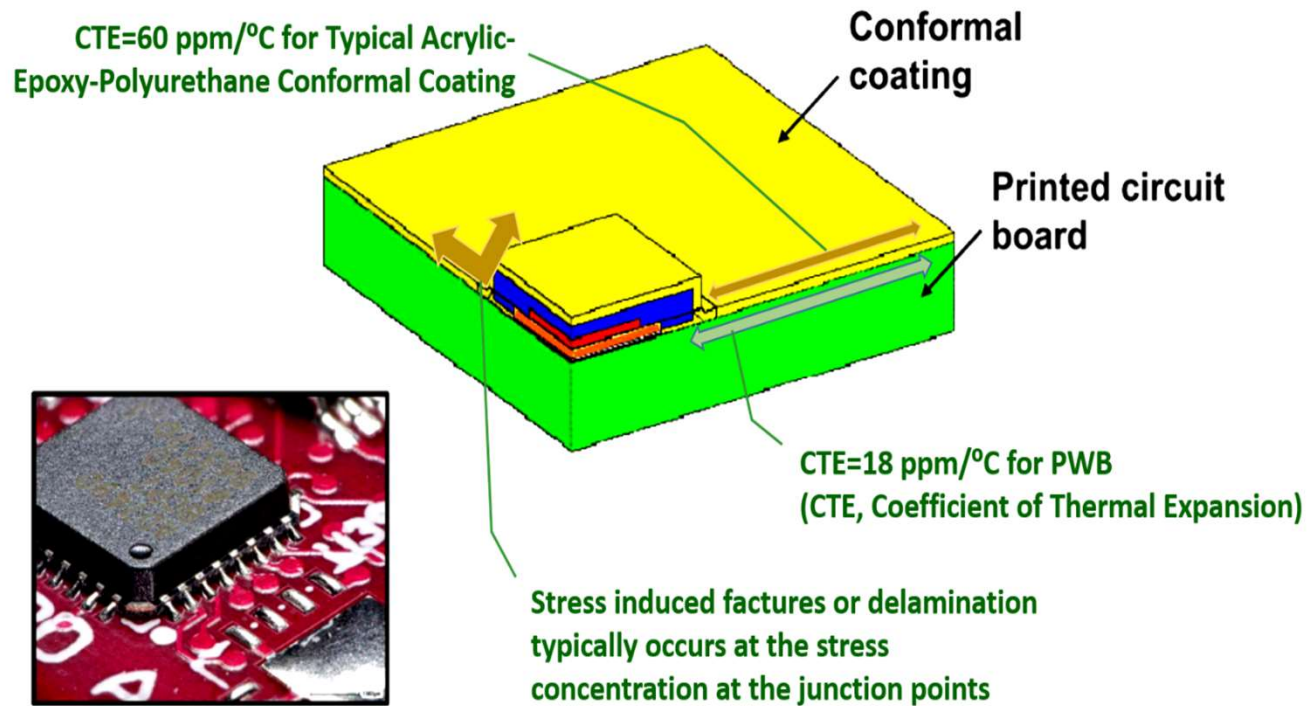 CTE=60 ppm/⁰C for Typical Acrylic-
Epoxy-Polyurethane Conformal Coating
Conformal
coating
Printed circuit
board
CTE=18 ppm/⁰C for PWB
(CTE, Coefficient of Thermal Expansion)
Stress induced factures or delamination
typically occurs at the stress
concentration at the junction points